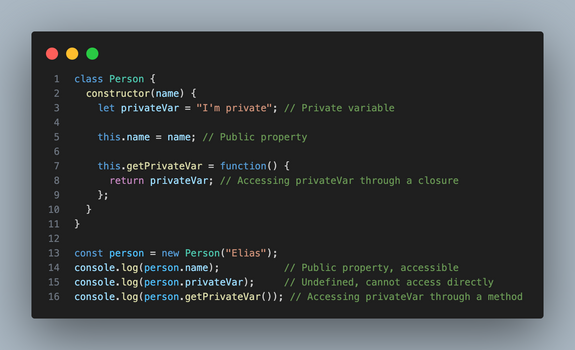 1 class Person {
2   constructor(name) {
3     let privateVar = "I'm private"; // Private variable
4
5     this.name = name; // Public property
6
7     this.getPrivateVar = function() {
8       return privateVar; // Accessing privateVar through a closure
9     };
10   }
11 }
12
13 const person = new Person("Elias");
14 console.log(person.name);           // Public property, accessible
15 console.log(person.privateVar);     // Undefined, cannot access directly
16 console.log(person.getPrivateVar()); // Accessing privateVar through a method